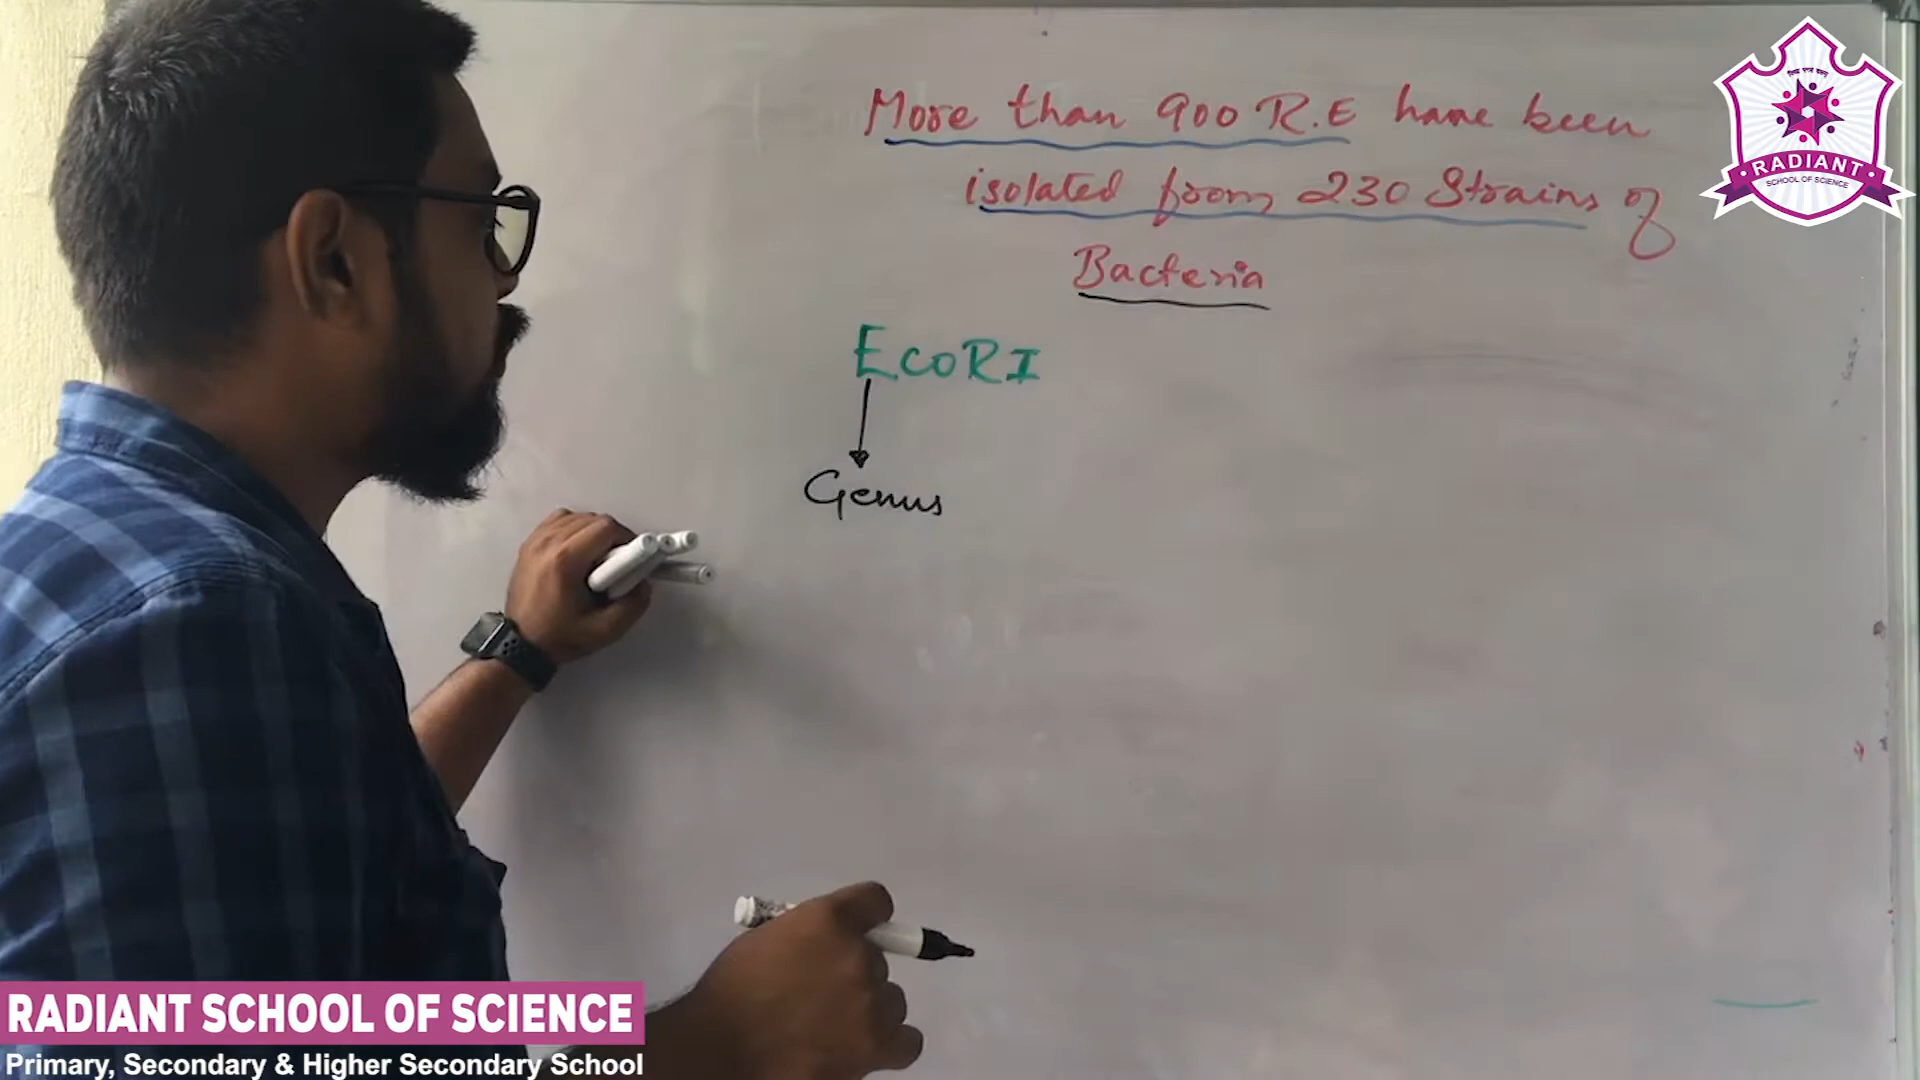 More than 900 R.E have been
isolated from 230 Strains of
Bacteria
EcoRI
Genus
RADIANT
SCHOOL OF SCIENCE
RADIANT SCHOOL OF SCIENCE
Primary, Secondary & Higher Secondary School